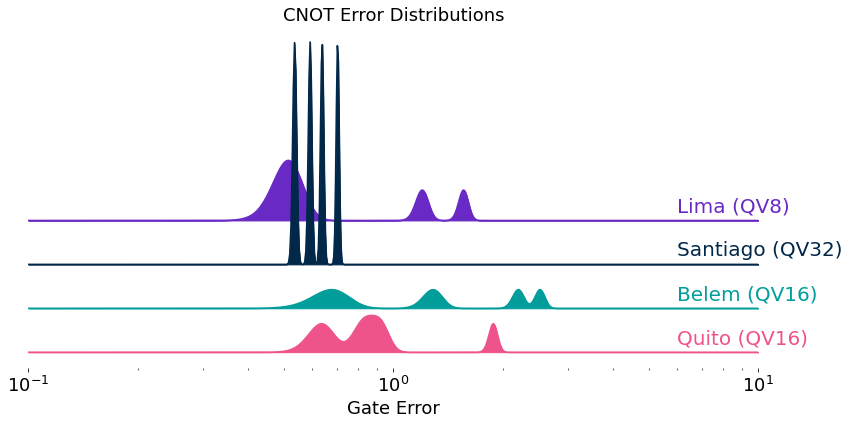 CNOT Error Distributions
Lima (QV8)
Santiago (QV32)
Belem (QV16)
Quito (QV16)
10⁻¹ 10⁰ 10¹
Gate Error